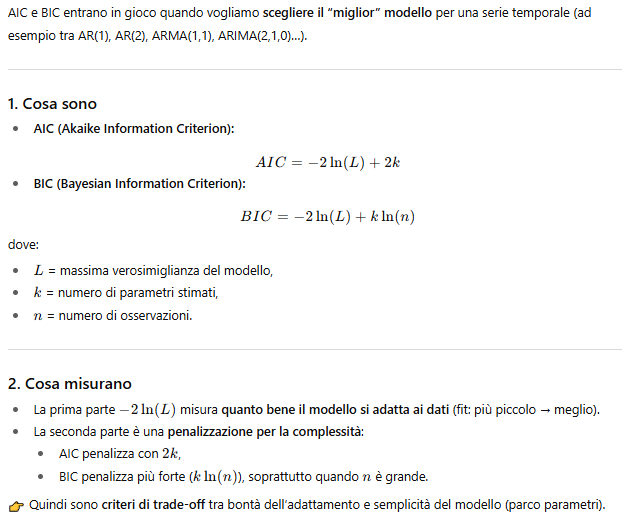 AIC e BIC entrano in gioco quando vogliamo scegliere il “miglior” modello per una serie temporale (ad
esempio tra AR(1), AR(2), ARMA(1,1), ARIMA(2,1,0)…).
1. Cosa sono
• AIC (Akaike Information Criterion):
AIC = −2 ln(L) + 2k
• BIC (Bayesian Information Criterion):
BIC = −2 ln(L) + k ln(n)
dove:
• L = massima verosimiglianza del modello,
• k = numero di parametri stimati,
• n = numero di osservazioni.
2. Cosa misurano
• La prima parte −2 ln(L) misura quanto bene il modello si adatta ai dati (fit: più piccolo → meglio).
• La seconda parte è una penalizzazione per la complessità:
• AIC penalizza con 2k,
• BIC penalizza più forte (k ln(n)), soprattutto quando n è grande.
👉 Quindi sono criteri di trade-off tra bontà dell’adattamento e semplicità del modello (parco parametri).